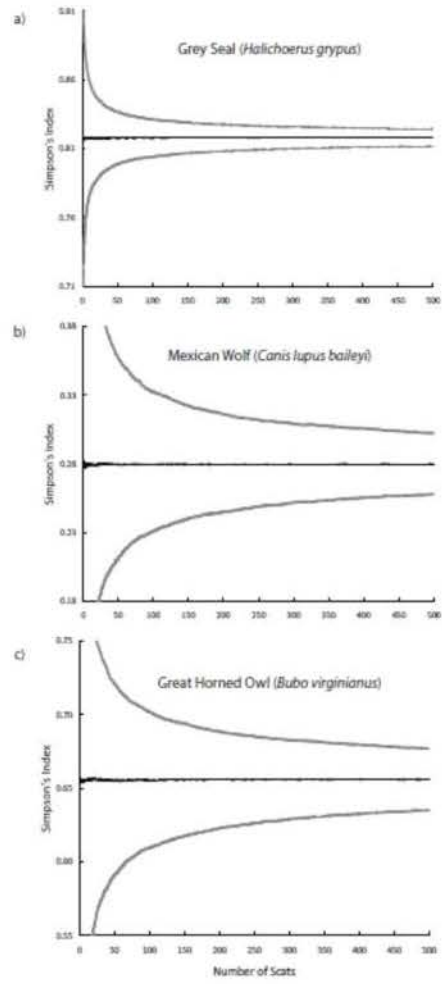 a)
Grey Seal (Halichoerus grypus)
Simpson's Index
0.91
0.86
0.81
0.76
0.71
0 50 100 150 200 250 300 350 400 450 500
b)
Mexican Wolf (Canis lupus baileyi)
Simpson's Index
0.38
0.33
0.28
0.23
0.18
0 50 100 150 200 250 300 350 400 450 500
c)
Great Horned Owl (Bubo virginianus)
Simpson's Index
0.75
0.70
0.65
0.60
0.55
0 50 100 150 200 250 300 350 400 450 500
Number of Scats